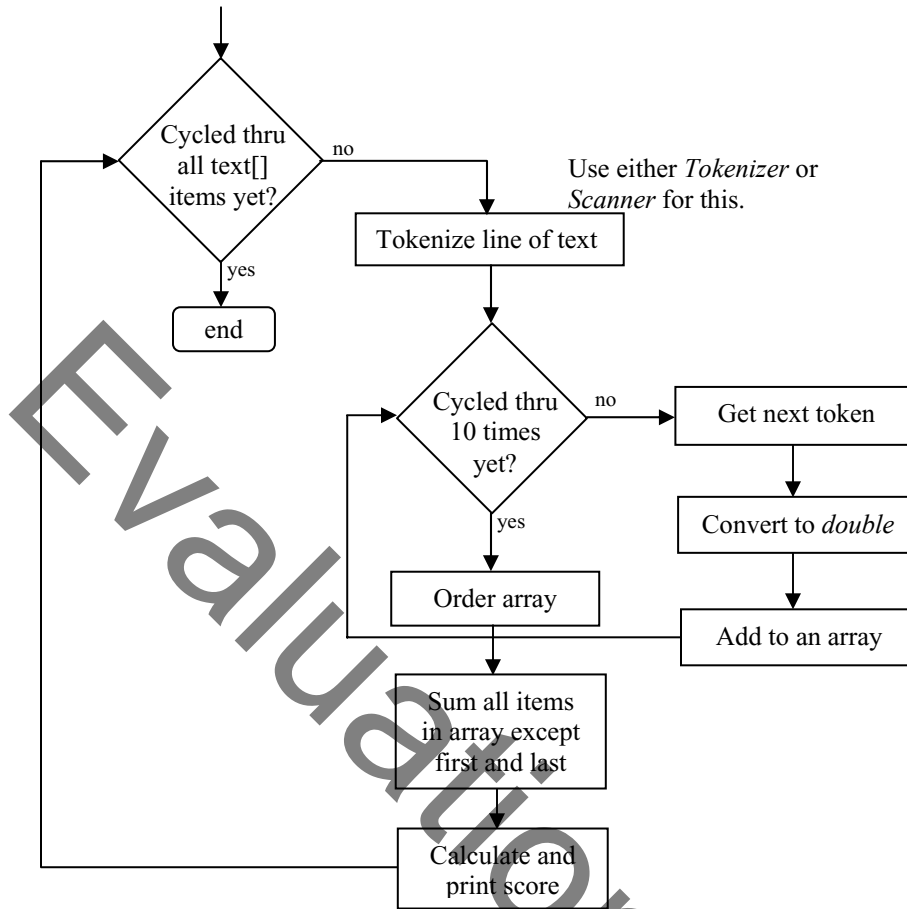 Cycled thru
all text[]
items yet?
no
Use either Tokenizer or
Scanner for this.
Tokenize line of text
yes
end
Cycled thru
10 times
yet?
no
Get next token
Convert to double
Add to an array
yes
Order array
Sum all items
in array except
first and last
Calculate and
print score